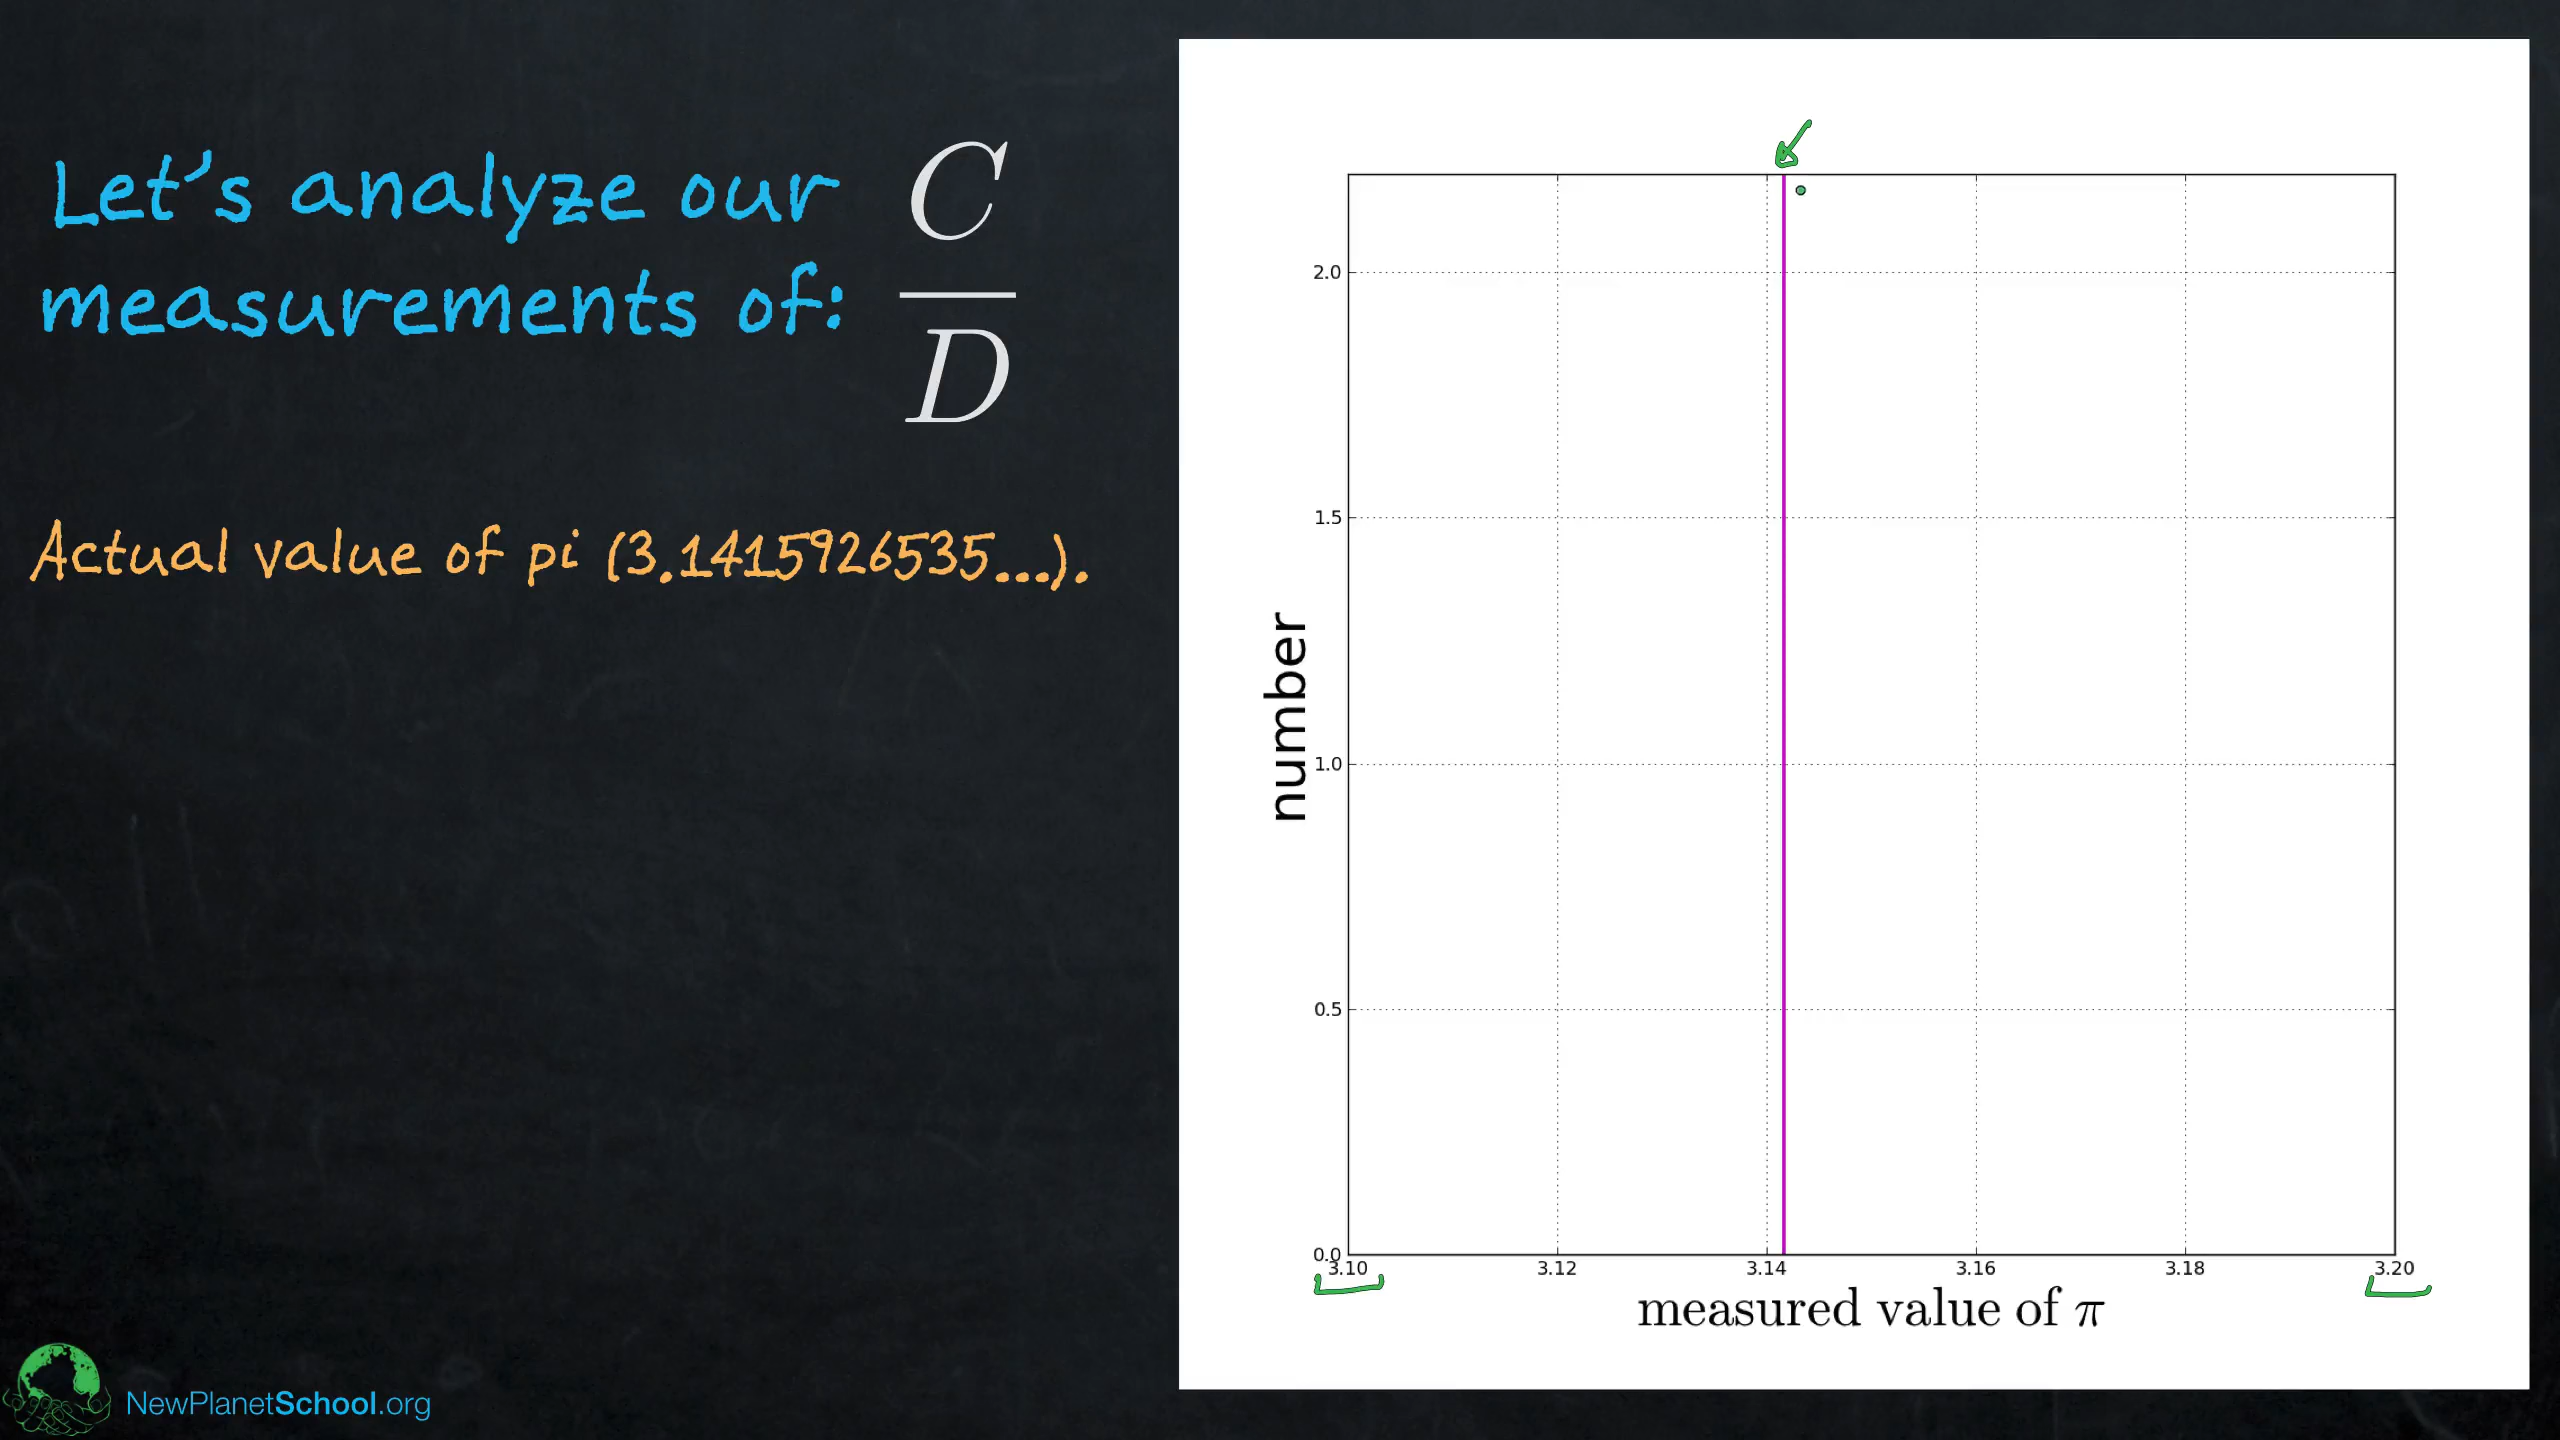 Let's analyze our
measurements of:
C
D
Actual value of pi (3.1415926535...).
number
2.0
1.5
1.0
0.5
0.0
3.10 3.12 3.14 3.16 3.18 3.20
measured value of π
NewPlanetSchool.org